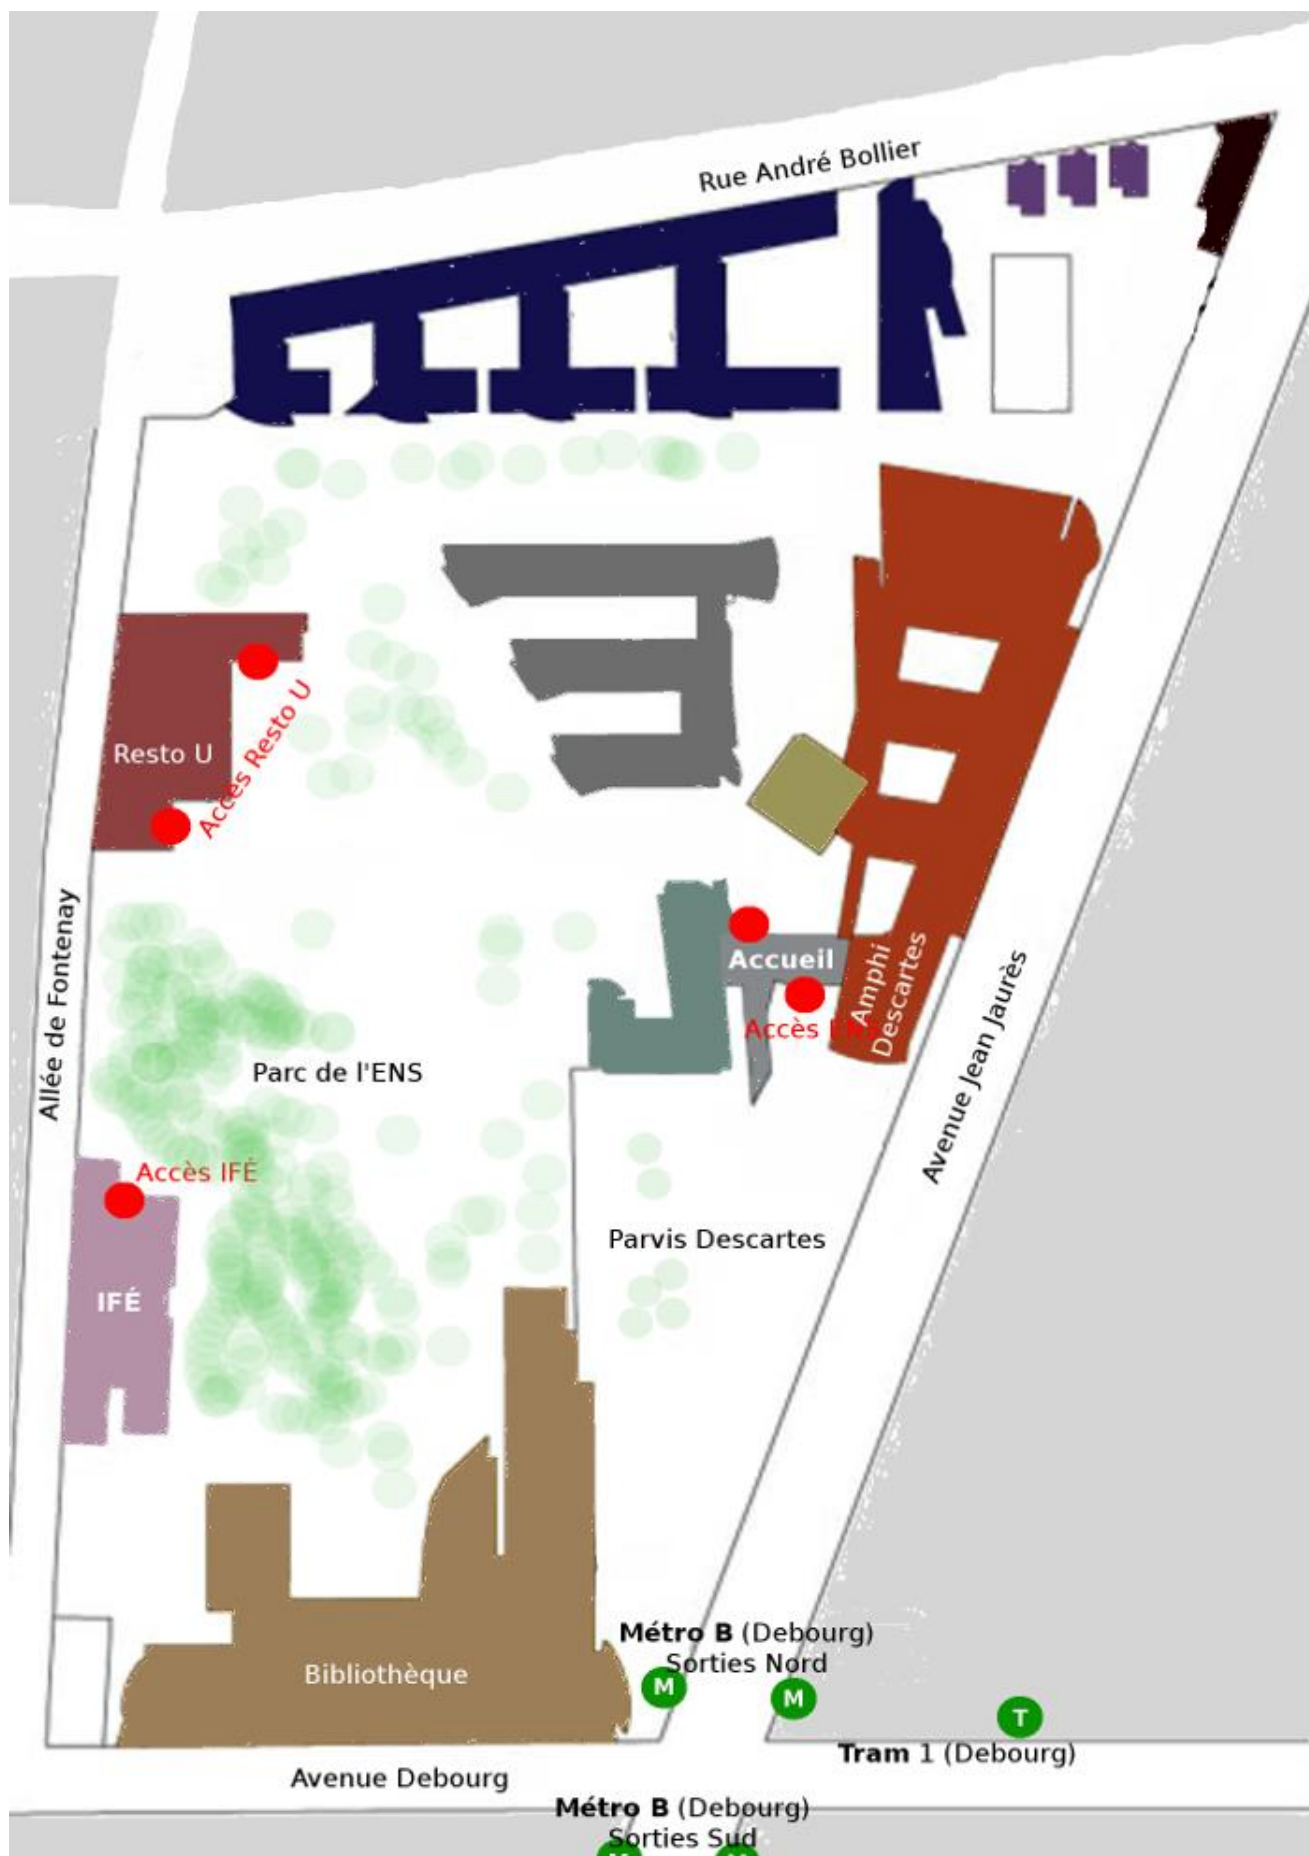 Rue André Bollier
Resto U
Accès Resto U
Allée de Fontenay
Accueil
Amphi
Descartes
Accès ENS
Avenue Jean Jaurès
Parc de l'ENS
Accès IFÉ
Parvis Descartes
IFÉ
Métro B (Debourg)
Sorties Nord
Bibliothèque
M
M
T
Tram 1 (Debourg)
Avenue Debourg
Métro B (Debourg)
Sorties Sud
M
M